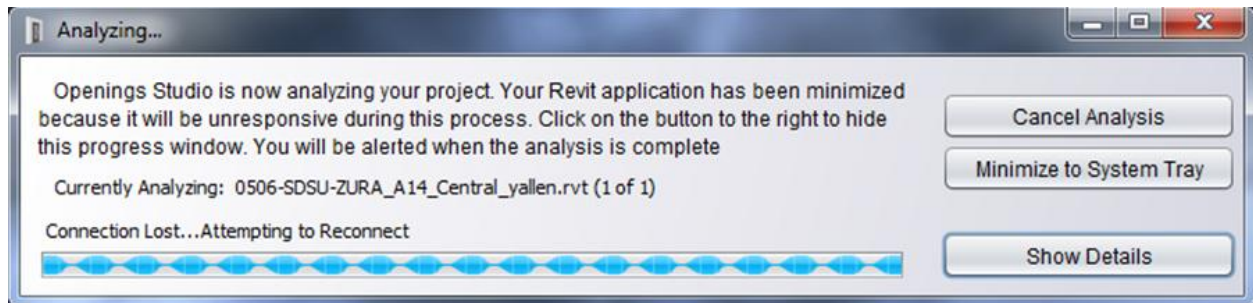 Analyzing...
Openings Studio is now analyzing your project. Your Revit application has been minimized
because it will be unresponsive during this process. Click on the button to the right to hide
this progress window. You will be alerted when the analysis is complete
Currently Analyzing: 0506-SDSU-ZURA_A14_Central_yallen.rvt (1 of 1)
Connection Lost...Attempting to Reconnect
Cancel Analysis
Minimize to System Tray
Show Details